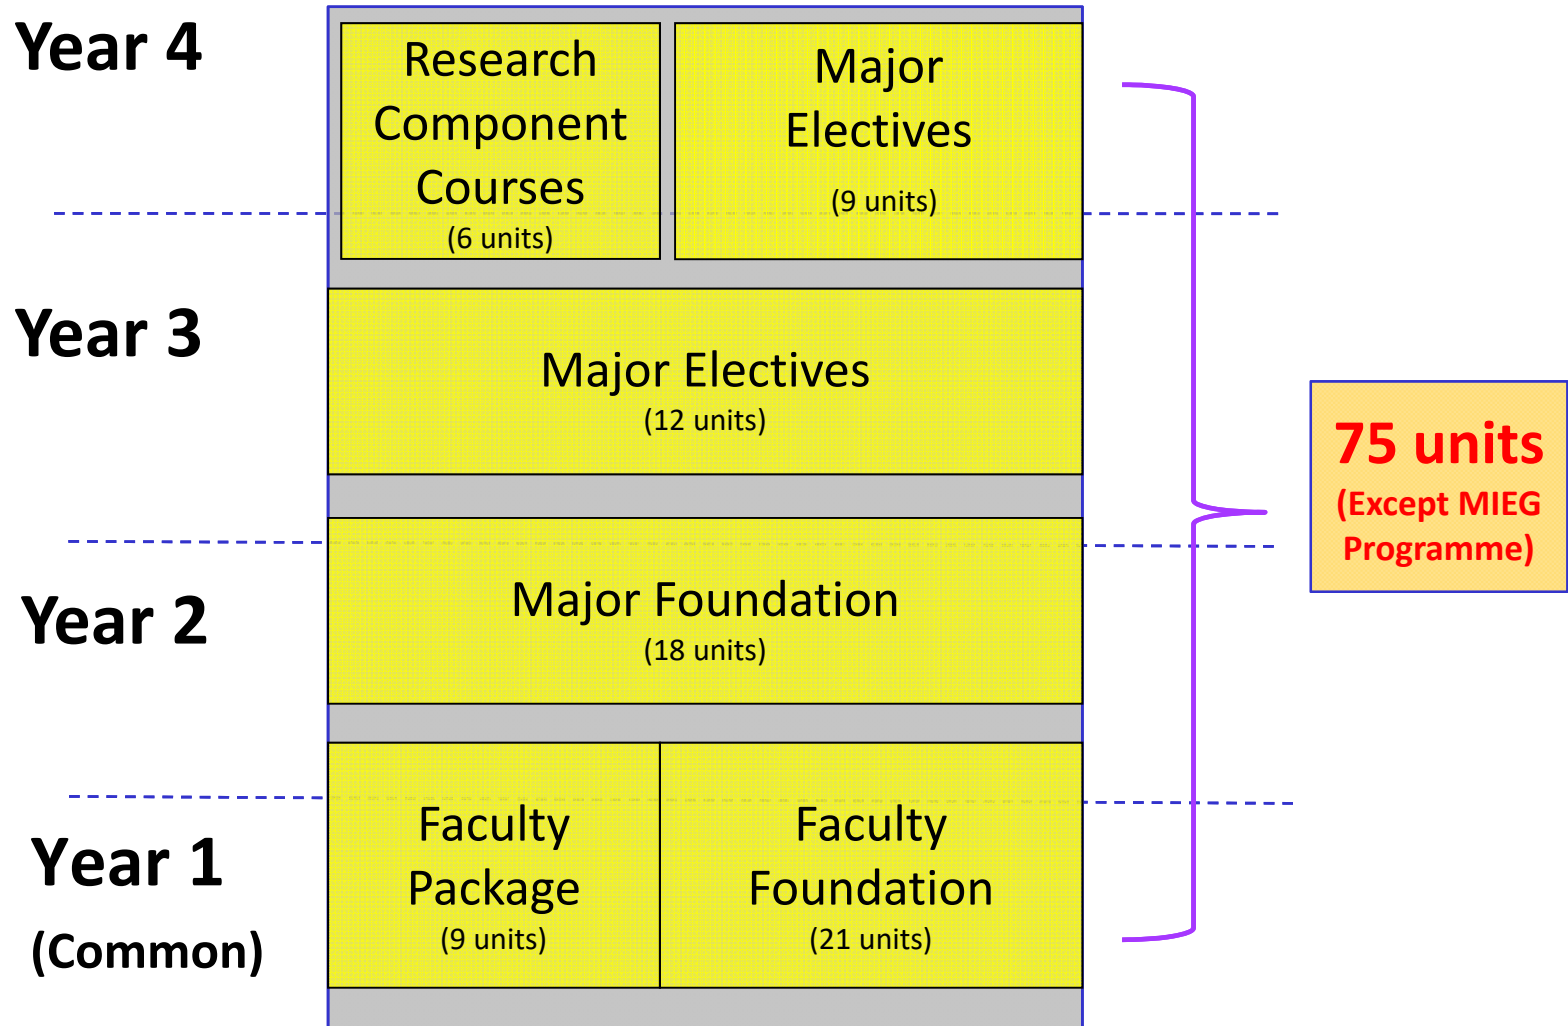 Year 4
Research
Component
Courses
(6 units)
Major
Electives
(9 units)
Year 3
Major Electives
(12 units)
75 units
(Except MIEG
Programme)
Year 2
Major Foundation
(18 units)
Year 1
(Common)
Faculty
Package
(9 units)
Faculty
Foundation
(21 units)